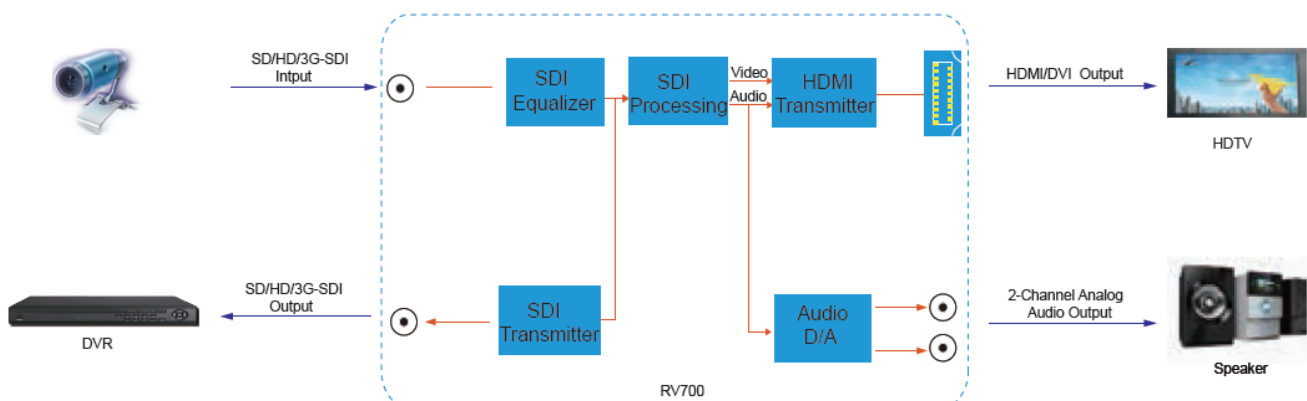 SD/HD/3G-SDI
Intput
SDI
Equalizer
SDI
Processing
Video
Audio
HDMI
Transmitter
HDMI/DVI Output
HDTV
SD/HD/3G-SDI
Output
DVR
SDI
Transmitter
Audio
D/A
2-Channel Analog
Audio Output
Speaker
RV700